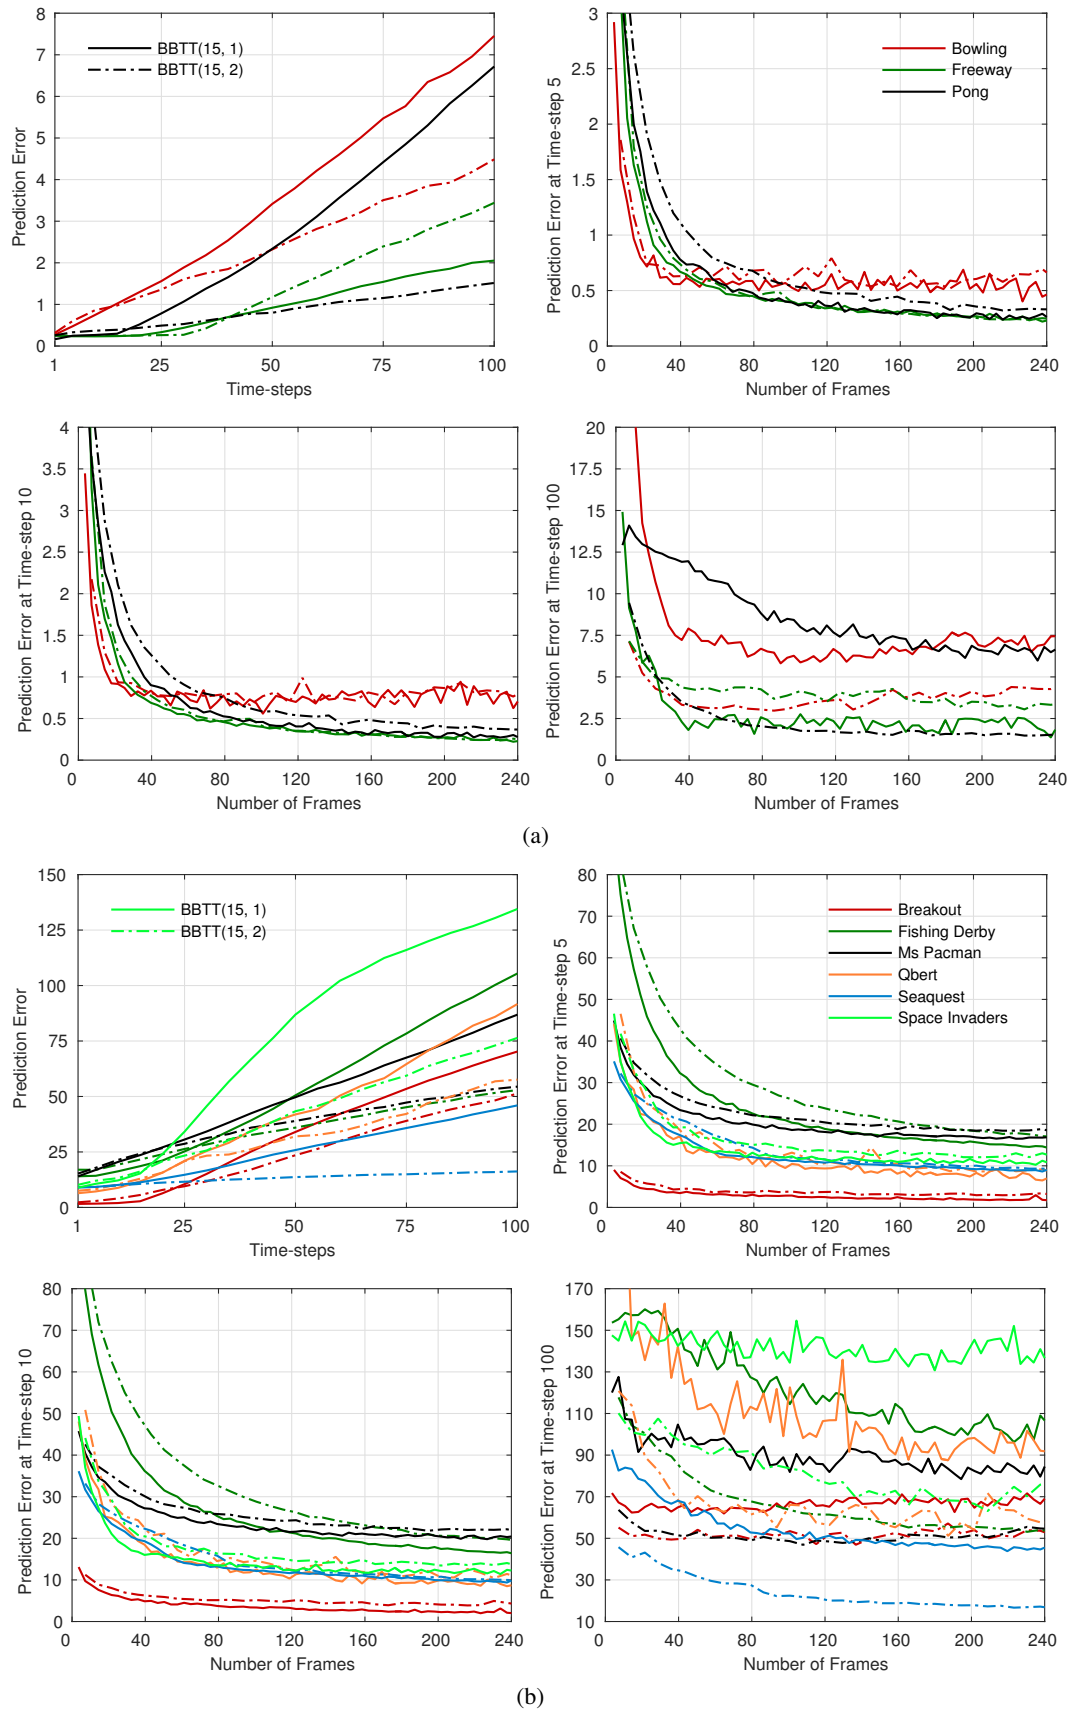 8
7
6
5
4
3
2
1
0
Prediction Error
BBTT(15, 1)
BBTT(15, 2)
1 25 50 75 100
Time-steps
3
2.5
2
1.5
1
0.5
0
Prediction Error at Time-step 5
Bowling
Freeway
Pong
0 40 80 120 160 200 240
Number of Frames
4
3.5
3
2.5
2
1.5
1
0.5
0
Prediction Error at Time-step 10
0 40 80 120 160 200 240
Number of Frames
20
17.5
15
12.5
10
7.5
5
2.5
0
Prediction Error at Time-step 100
0 40 80 120 160 200 240
Number of Frames
(a)
150
125
100
75
50
25
0
Prediction Error
BBTT(15, 1)
BBTT(15, 2)
1 25 50 75 100
Time-steps
80
70
60
50
40
30
20
10
0
Prediction Error at Time-step 5
Breakout
Fishing Derby
Ms Pacman
Qbert
Seaquest
Space Invaders
0 40 80 120 160 200 240
Number of Frames
80
70
60
50
40
30
20
10
0
Prediction Error at Time-step 10
0 40 80 120 160 200 240
Number of Frames
170
150
130
110
90
70
50
30
10
Prediction Error at Time-step 100
0 40 80 120 160 200 240
Number of Frames
(b)